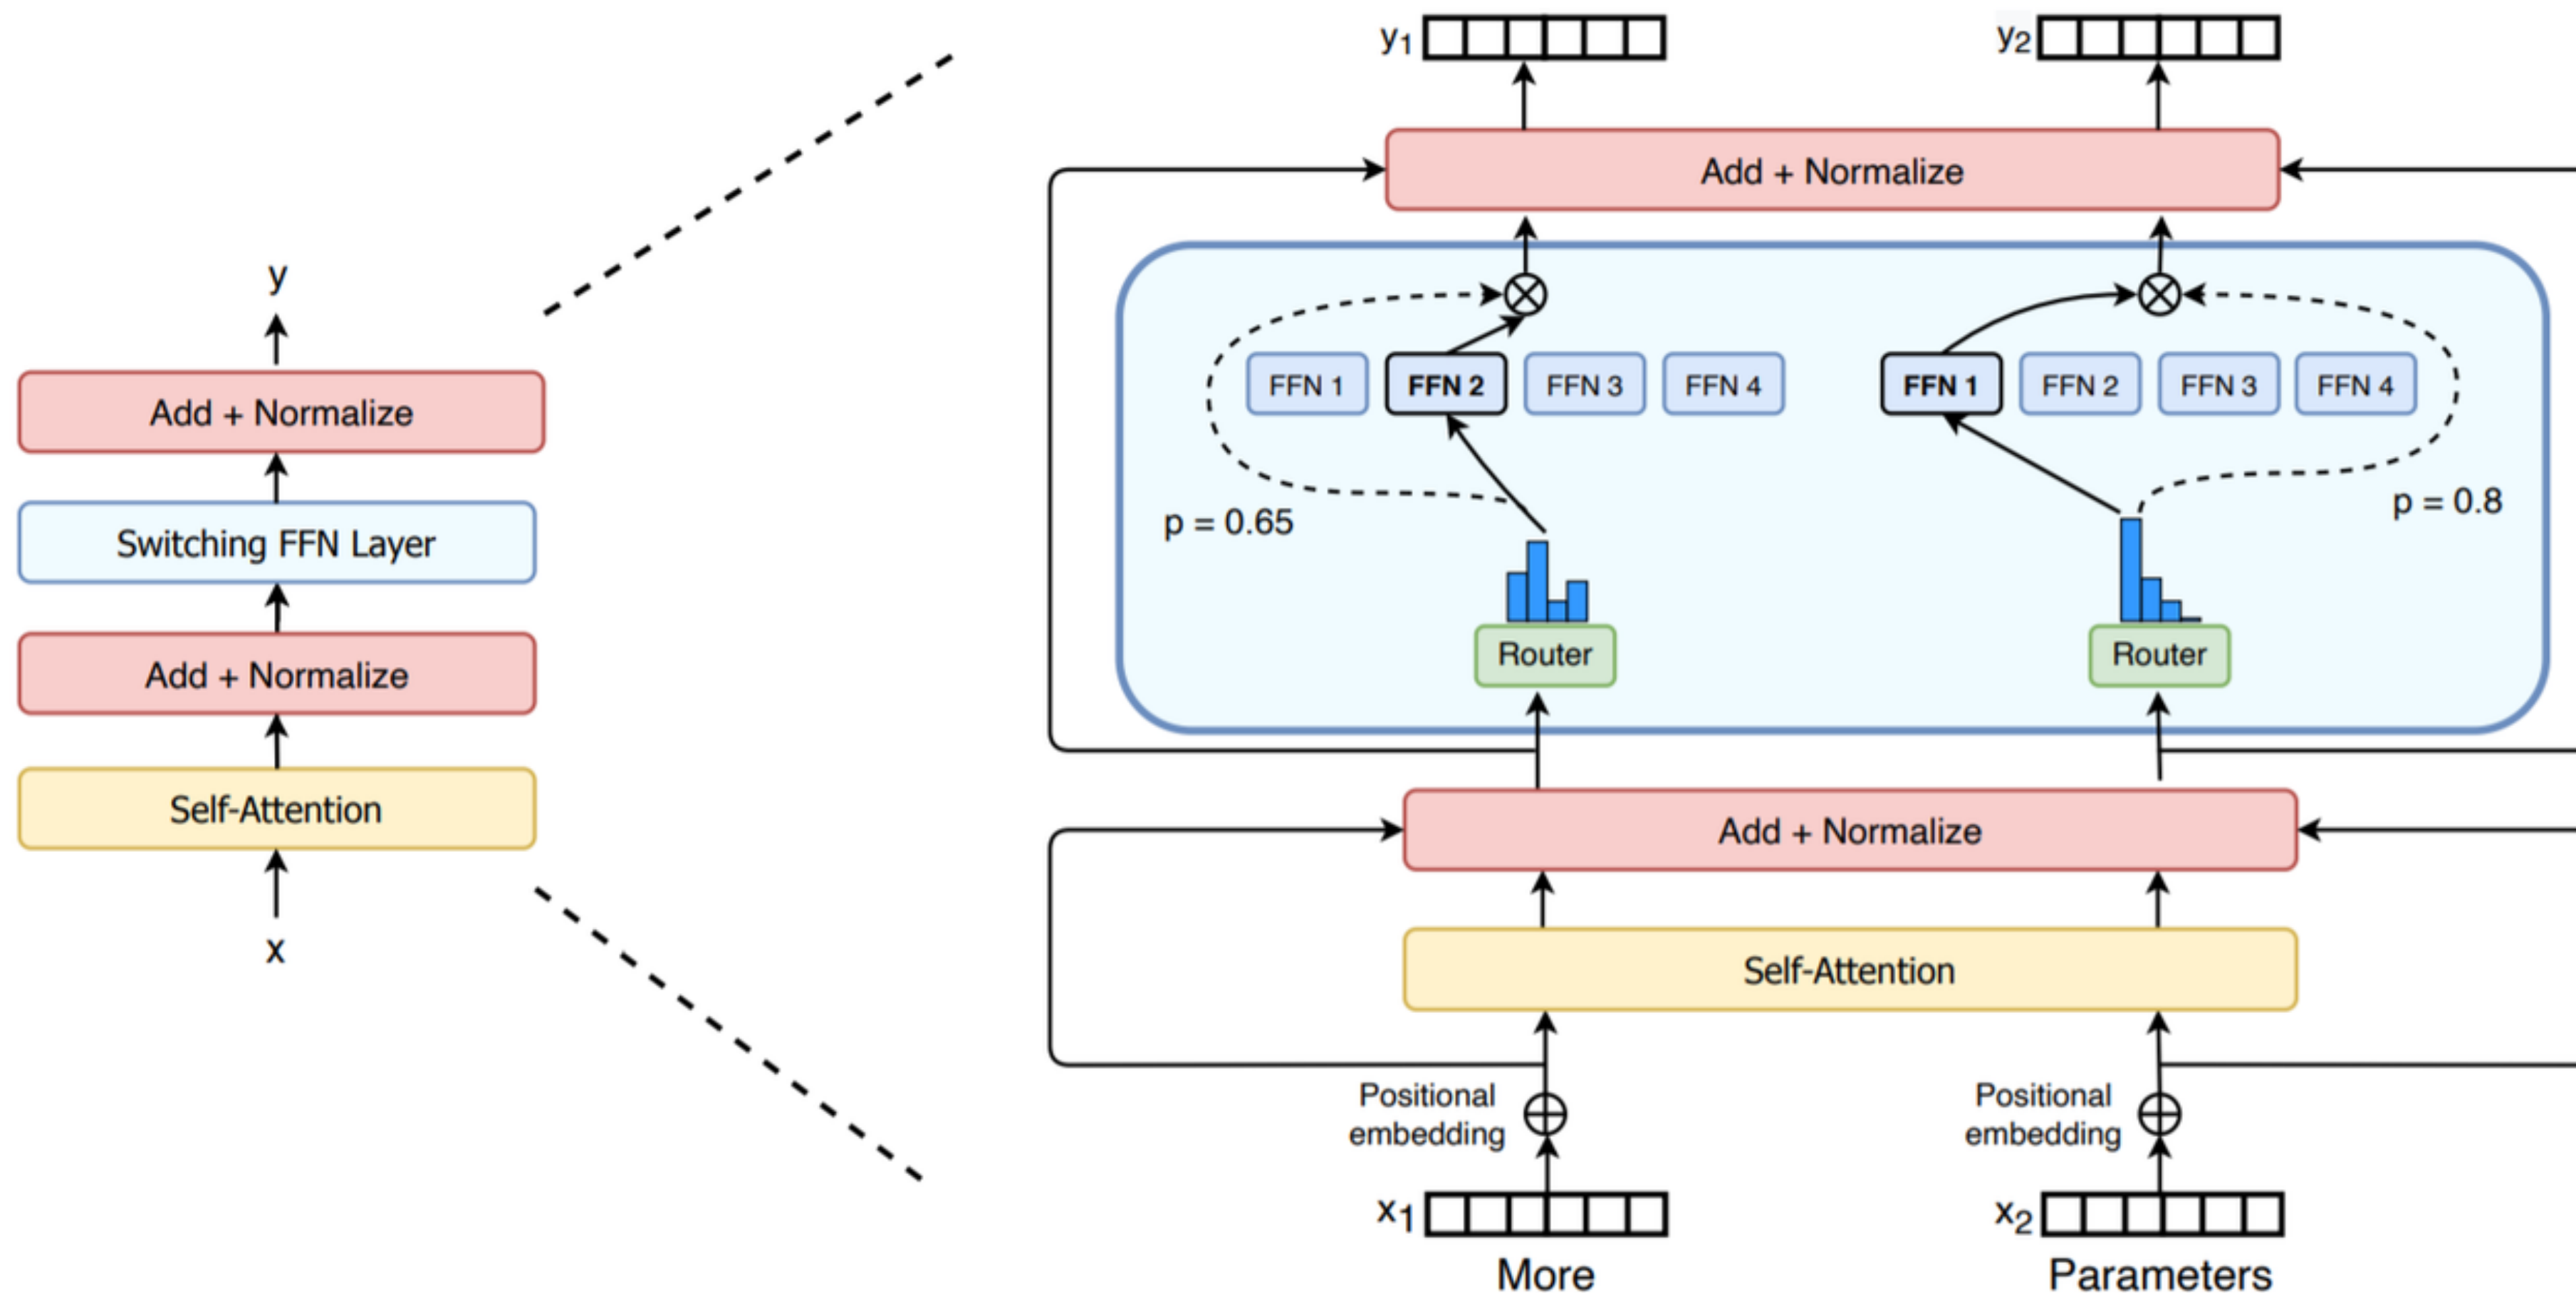 y
Add + Normalize
Switching FFN Layer
Add + Normalize
Self-Attention
x
y1
y2
Add + Normalize
FFN 1
FFN 2
FFN 3
FFN 4
FFN 1
FFN 2
FFN 3
FFN 4
p = 0.65
p = 0.8
Router
Router
Add + Normalize
Self-Attention
Positional
embedding
Positional
embedding
x1
x2
More
Parameters